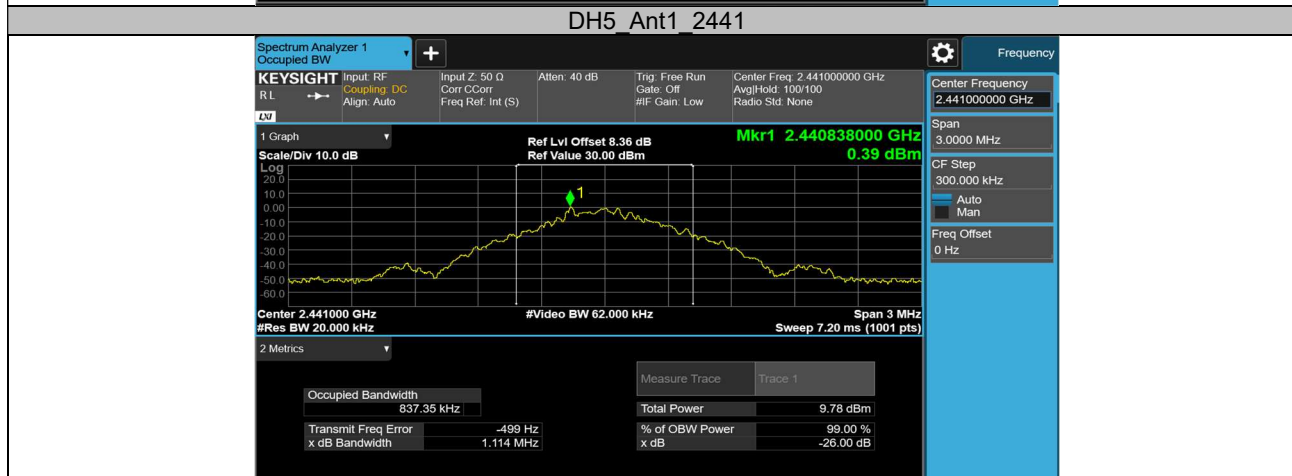 DH5_Ant1_2441
Spectrum Analyzer 1
Occupied BW
+
Frequency
KEYSIGHT
R L
LXI
Input: RF
Coupling: DC
Align: Auto
Input Z: 50 Ω
Corr CCorr
Freq Ref: Int (S)
Atten: 40 dB
Trig: Free Run
Gate: Off
#IF Gain: Low
Center Freq: 2.441000000 GHz
Avg|Hold: 100/100
Radio Std: None
Center Frequency
2.441000000 GHz
Span
3.0000 MHz
CF Step
300.000 kHz
Auto
Man
Freq Offset
0 Hz
1 Graph
Scale/Div 10.0 dB
Ref Lvl Offset 8.36 dB
Ref Value 30.00 dBm
Mkr1 2.440838000 GHz
0.39 dBm
Log
20.0
10.0
0.00
-10.0
-20.0
-30.0
-40.0
-50.0
-60.0
1
Center 2.441000 GHz
#Res BW 20.000 kHz
#Video BW 62.000 kHz
Span 3 MHz
Sweep 7.20 ms (1001 pts)
2 Metrics
Measure Trace Trace 1
Occupied Bandwidth
837.35 kHz
Total Power 9.78 dBm
Transmit Freq Error -499 Hz
% of OBW Power 99.00 %
x dB Bandwidth 1.114 MHz
x dB -26.00 dB